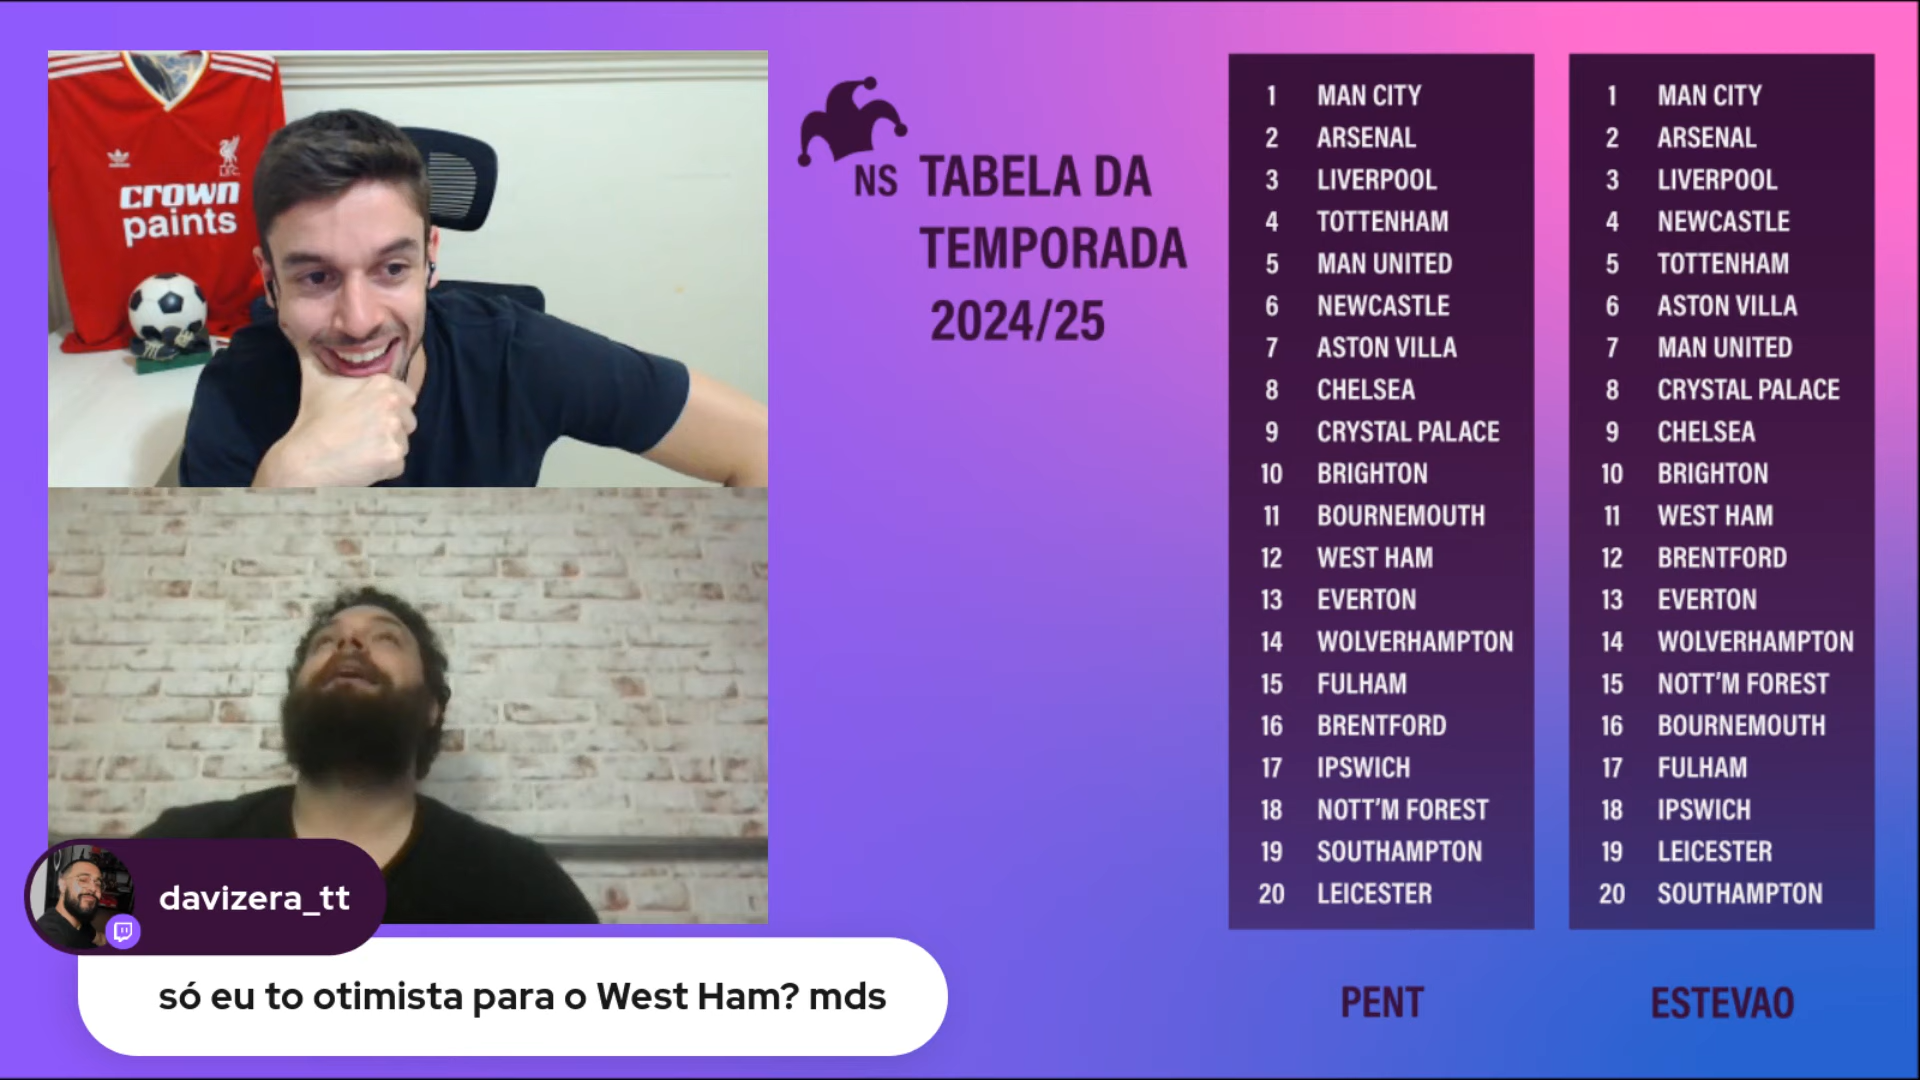 crown
paints
L.F.C.
NS
TABELA DA
TEMPORADA
2024/25
1 MAN CITY
2 ARSENAL
3 LIVERPOOL
4 TOTTENHAM
5 MAN UNITED
6 NEWCASTLE
7 ASTON VILLA
8 CHELSEA
9 CRYSTAL PALACE
10 BRIGHTON
11 BOURNEMOUTH
12 WEST HAM
13 EVERTON
14 WOLVERHAMPTON
15 FULHAM
16 BRENTFORD
17 IPSWICH
18 NOTT'M FOREST
19 SOUTHAMPTON
20 LEICESTER
PENT
1 MAN CITY
2 ARSENAL
3 LIVERPOOL
4 NEWCASTLE
5 TOTTENHAM
6 ASTON VILLA
7 MAN UNITED
8 CRYSTAL PALACE
9 CHELSEA
10 BRIGHTON
11 WEST HAM
12 BRENTFORD
13 EVERTON
14 WOLVERHAMPTON
15 NOTT'M FOREST
16 BOURNEMOUTH
17 FULHAM
18 IPSWICH
19 LEICESTER
20 SOUTHAMPTON
ESTEVAO
davizera_tt
só eu to otimista para o West Ham? mds